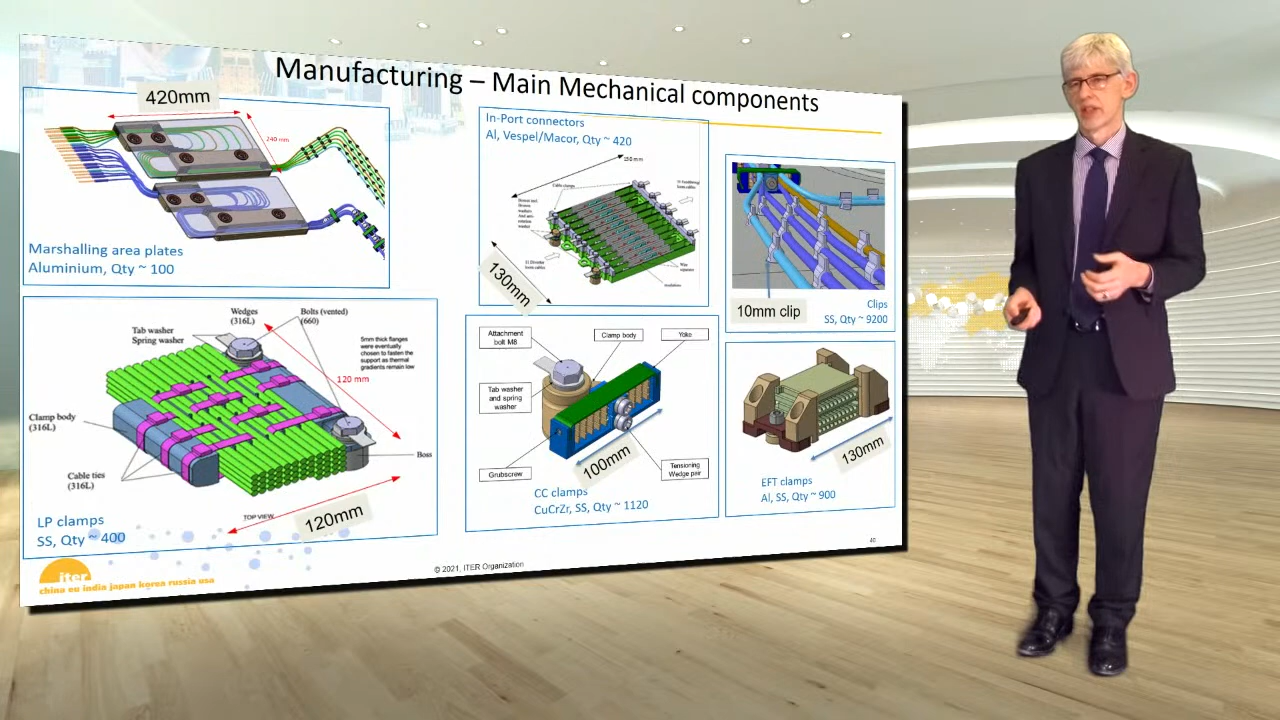 Manufacturing – Main Mechanical components
420mm
240 mm
Marshalling area plates
Aluminium, Qty ~ 100
In-Port connectors
Al, Vespel/Macor, Qty ~ 420
150 mm
Cable clamps
130mm
10mm clip
Clips
SS, Qty ~ 9200
Wedges
(316L)
Bolts (vented)
(660)
Tab washer
Spring washer
5mm thick flanges
were eventually
chosen to fasten the
support as thermal
gradients remain low
120 mm
Clamp body
(316L)
Cable ties
(316L)
Boss
TOP VIEW
120mm
LP clamps
SS, Qty ~ 400
Attachment
bolt M8
Clamp body
Yoke
Tab washer
and spring
washer
Grubscrew
100mm
Tensioning
Wedge pair
CC clamps
CuCrZr, SS, Qty ~ 1120
130mm
EFT clamps
Al, SS, Qty ~ 900
40
iter
china eu india japan korea russia usa
© 2021, ITER Organization